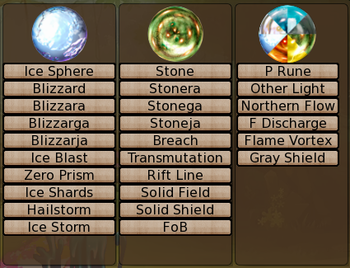 Ice Sphere
Blizzard
Blizzara
Blizzarga
Blizzarja
Ice Blast
Zero Prism
Ice Shards
Hailstorm
Ice Storm
Stone
Stonera
Stonega
Stoneja
Breach
Transmutation
Rift Line
Solid Field
Solid Shield
FoB
P Rune
Other Light
Northern Flow
F Discharge
Flame Vortex
Gray Shield